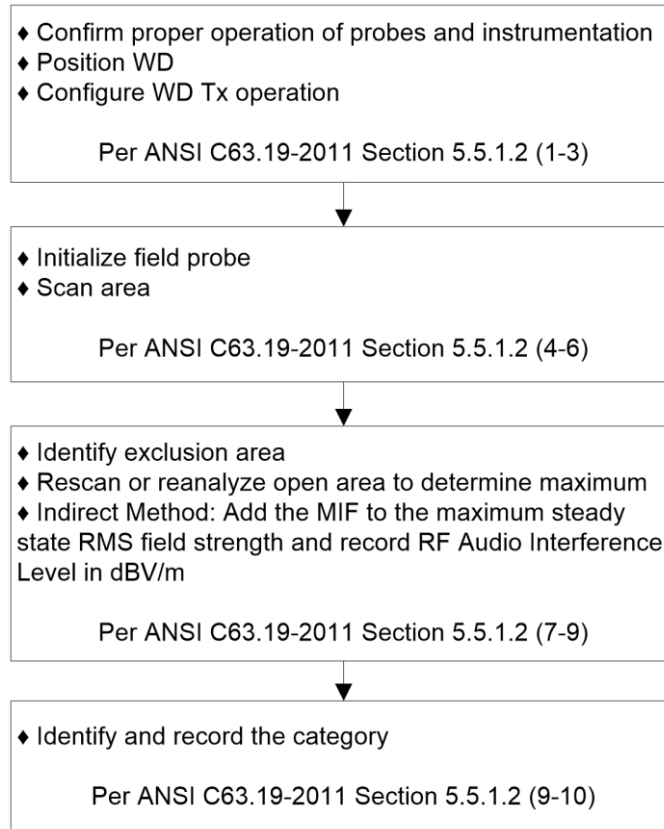 ♦ Confirm proper operation of probes and instrumentation
♦ Position WD
♦ Configure WD Tx operation
Per ANSI C63.19-2011 Section 5.5.1.2 (1-3)
♦ Initialize field probe
♦ Scan area
Per ANSI C63.19-2011 Section 5.5.1.2 (4-6)
♦ Identify exclusion area
♦ Rescan or reanalyze open area to determine maximum
♦ Indirect Method: Add the MIF to the maximum steady
state RMS field strength and record RF Audio Interference
Level in dBV/m
Per ANSI C63.19-2011 Section 5.5.1.2 (7-9)
♦ Identify and record the category
Per ANSI C63.19-2011 Section 5.5.1.2 (9-10)